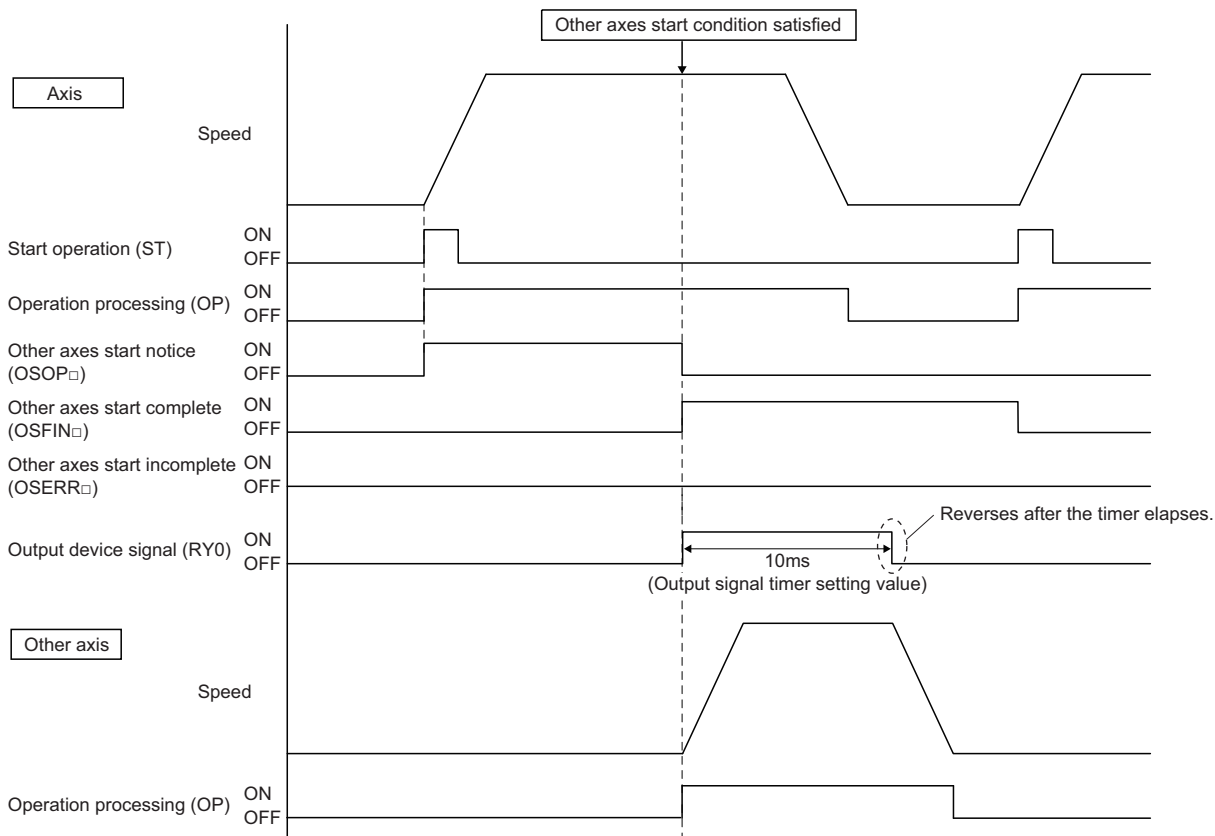 Other axes start condition satisfied
Axis
Speed
Start operation (ST)
ON
OFF
Operation processing (OP)
ON
OFF
Other axes start notice
(OSOP□)
ON
OFF
Other axes start complete
(OSFIN□)
ON
OFF
Other axes start incomplete
(OSERR□)
ON
OFF
Reverses after the timer elapses.
Output device signal (RY0)
ON
OFF
10ms
(Output signal timer setting value)
Other axis
Speed
Operation processing (OP)
ON
OFF